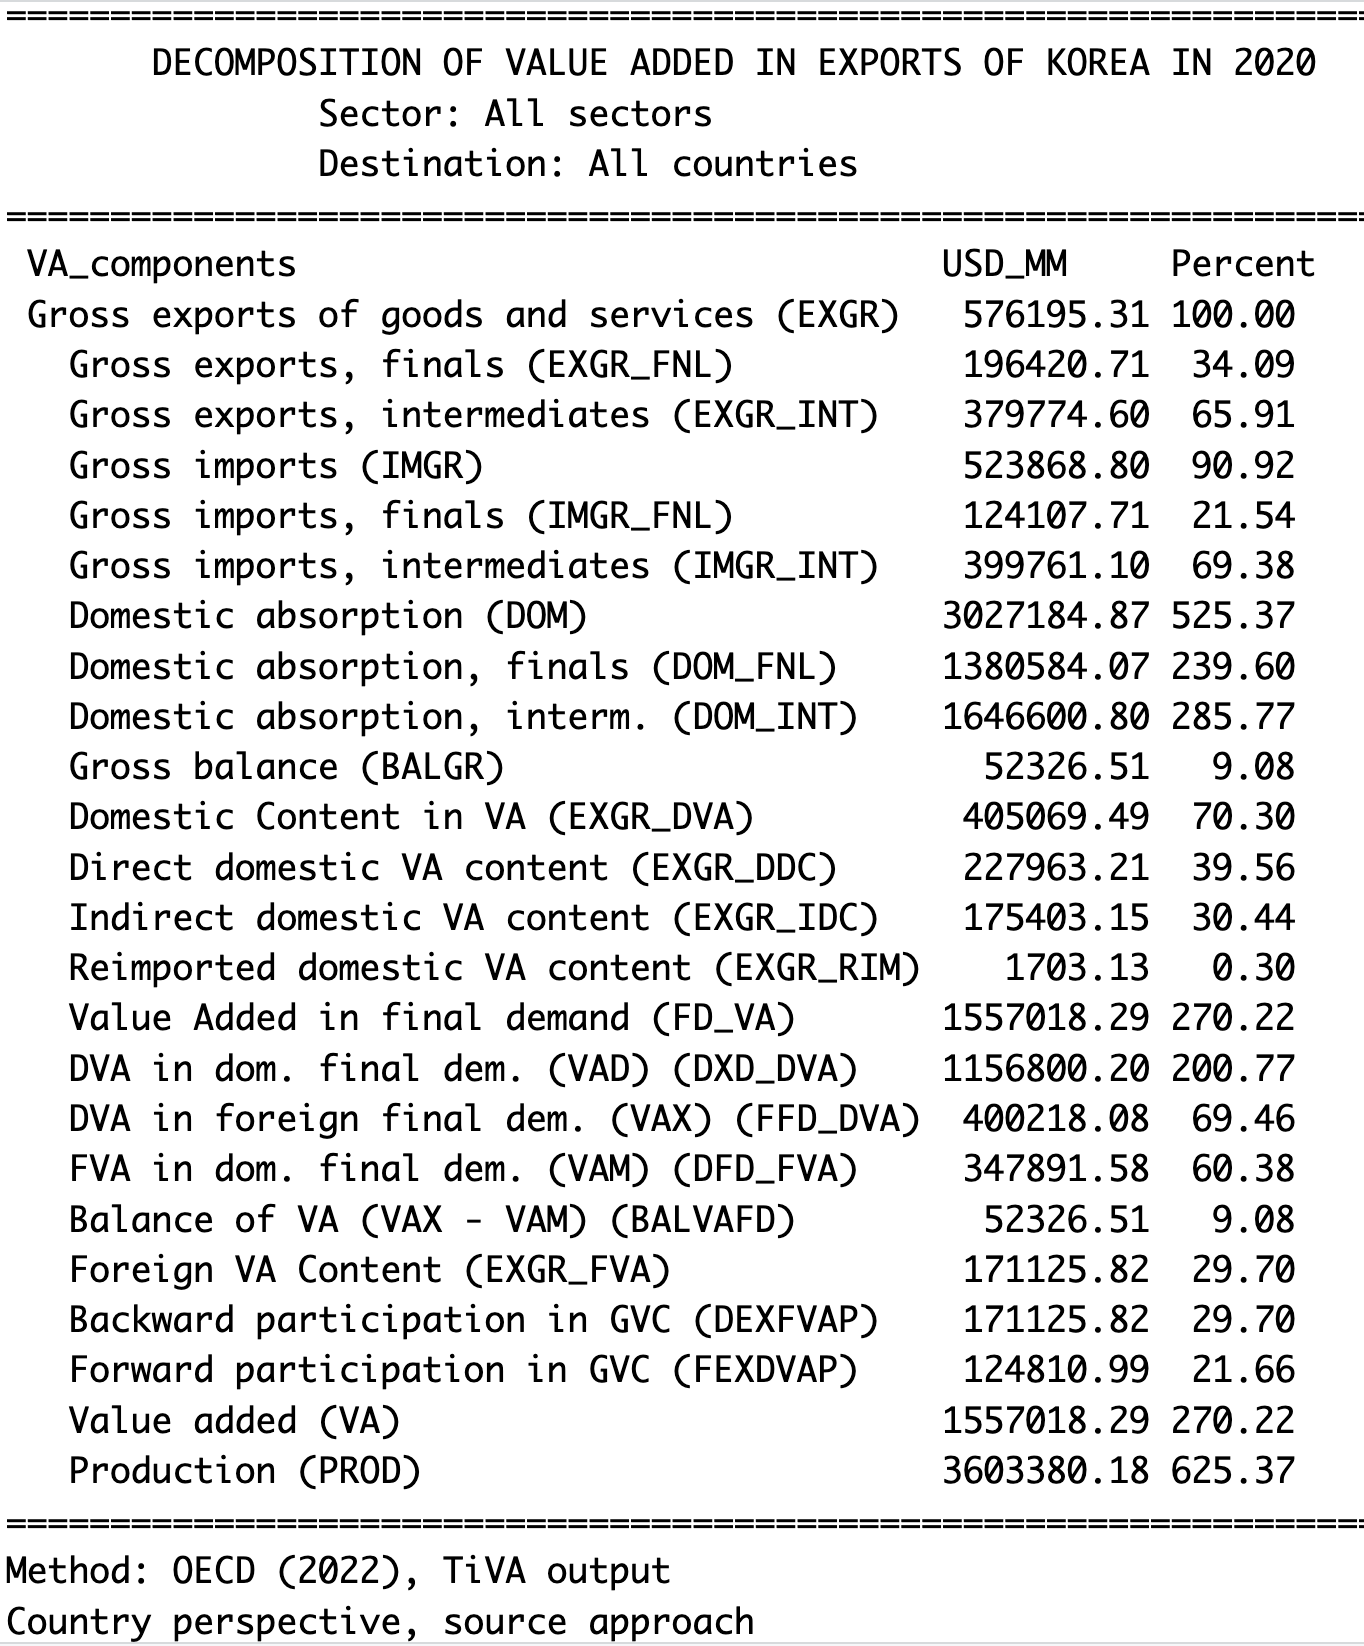 ==================================================================
DECOMPOSITION OF VALUE ADDED IN EXPORTS OF KOREA IN 2020
Sector: All sectors
Destination: All countries
==================================================================
VA_components USD_MM Percent
Gross exports of goods and services (EXGR) 576195.31 100.00
Gross exports, finals (EXGR_FNL) 196420.71 34.09
Gross exports, intermediates (EXGR_INT) 379774.60 65.91
Gross imports (IMGR) 523868.80 90.92
Gross imports, finals (IMGR_FNL) 124107.71 21.54
Gross imports, intermediates (IMGR_INT) 399761.10 69.38
Domestic absorption (DOM) 3027184.87 525.37
Domestic absorption, finals (DOM_FNL) 1380584.07 239.60
Domestic absorption, interm. (DOM_INT) 1646600.80 285.77
Gross balance (BALGR) 52326.51 9.08
Domestic Content in VA (EXGR_DVA) 405069.49 70.30
Direct domestic VA content (EXGR_DDC) 227963.21 39.56
Indirect domestic VA content (EXGR_IDC) 175403.15 30.44
Reimported domestic VA content (EXGR_RIM) 1703.13 0.30
Value Added in final demand (FD_VA) 1557018.29 270.22
DVA in dom. final dem. (VAD) (DXD_DVA) 1156800.20 200.77
DVA in foreign final dem. (VAX) (FFD_DVA) 400218.08 69.46
FVA in dom. final dem. (VAM) (DFD_FVA) 347891.58 60.38
Balance of VA (VAX - VAM) (BALVAFD) 52326.51 9.08
Foreign VA Content (EXGR_FVA) 171125.82 29.70
Backward participation in GVC (DEXFVAP) 171125.82 29.70
Forward participation in GVC (FEXDVAP) 124810.99 21.66
Value added (VA) 1557018.29 270.22
Production (PROD) 3603380.18 625.37
==================================================================
Method: OECD (2022), TiVA output
Country perspective, source approach